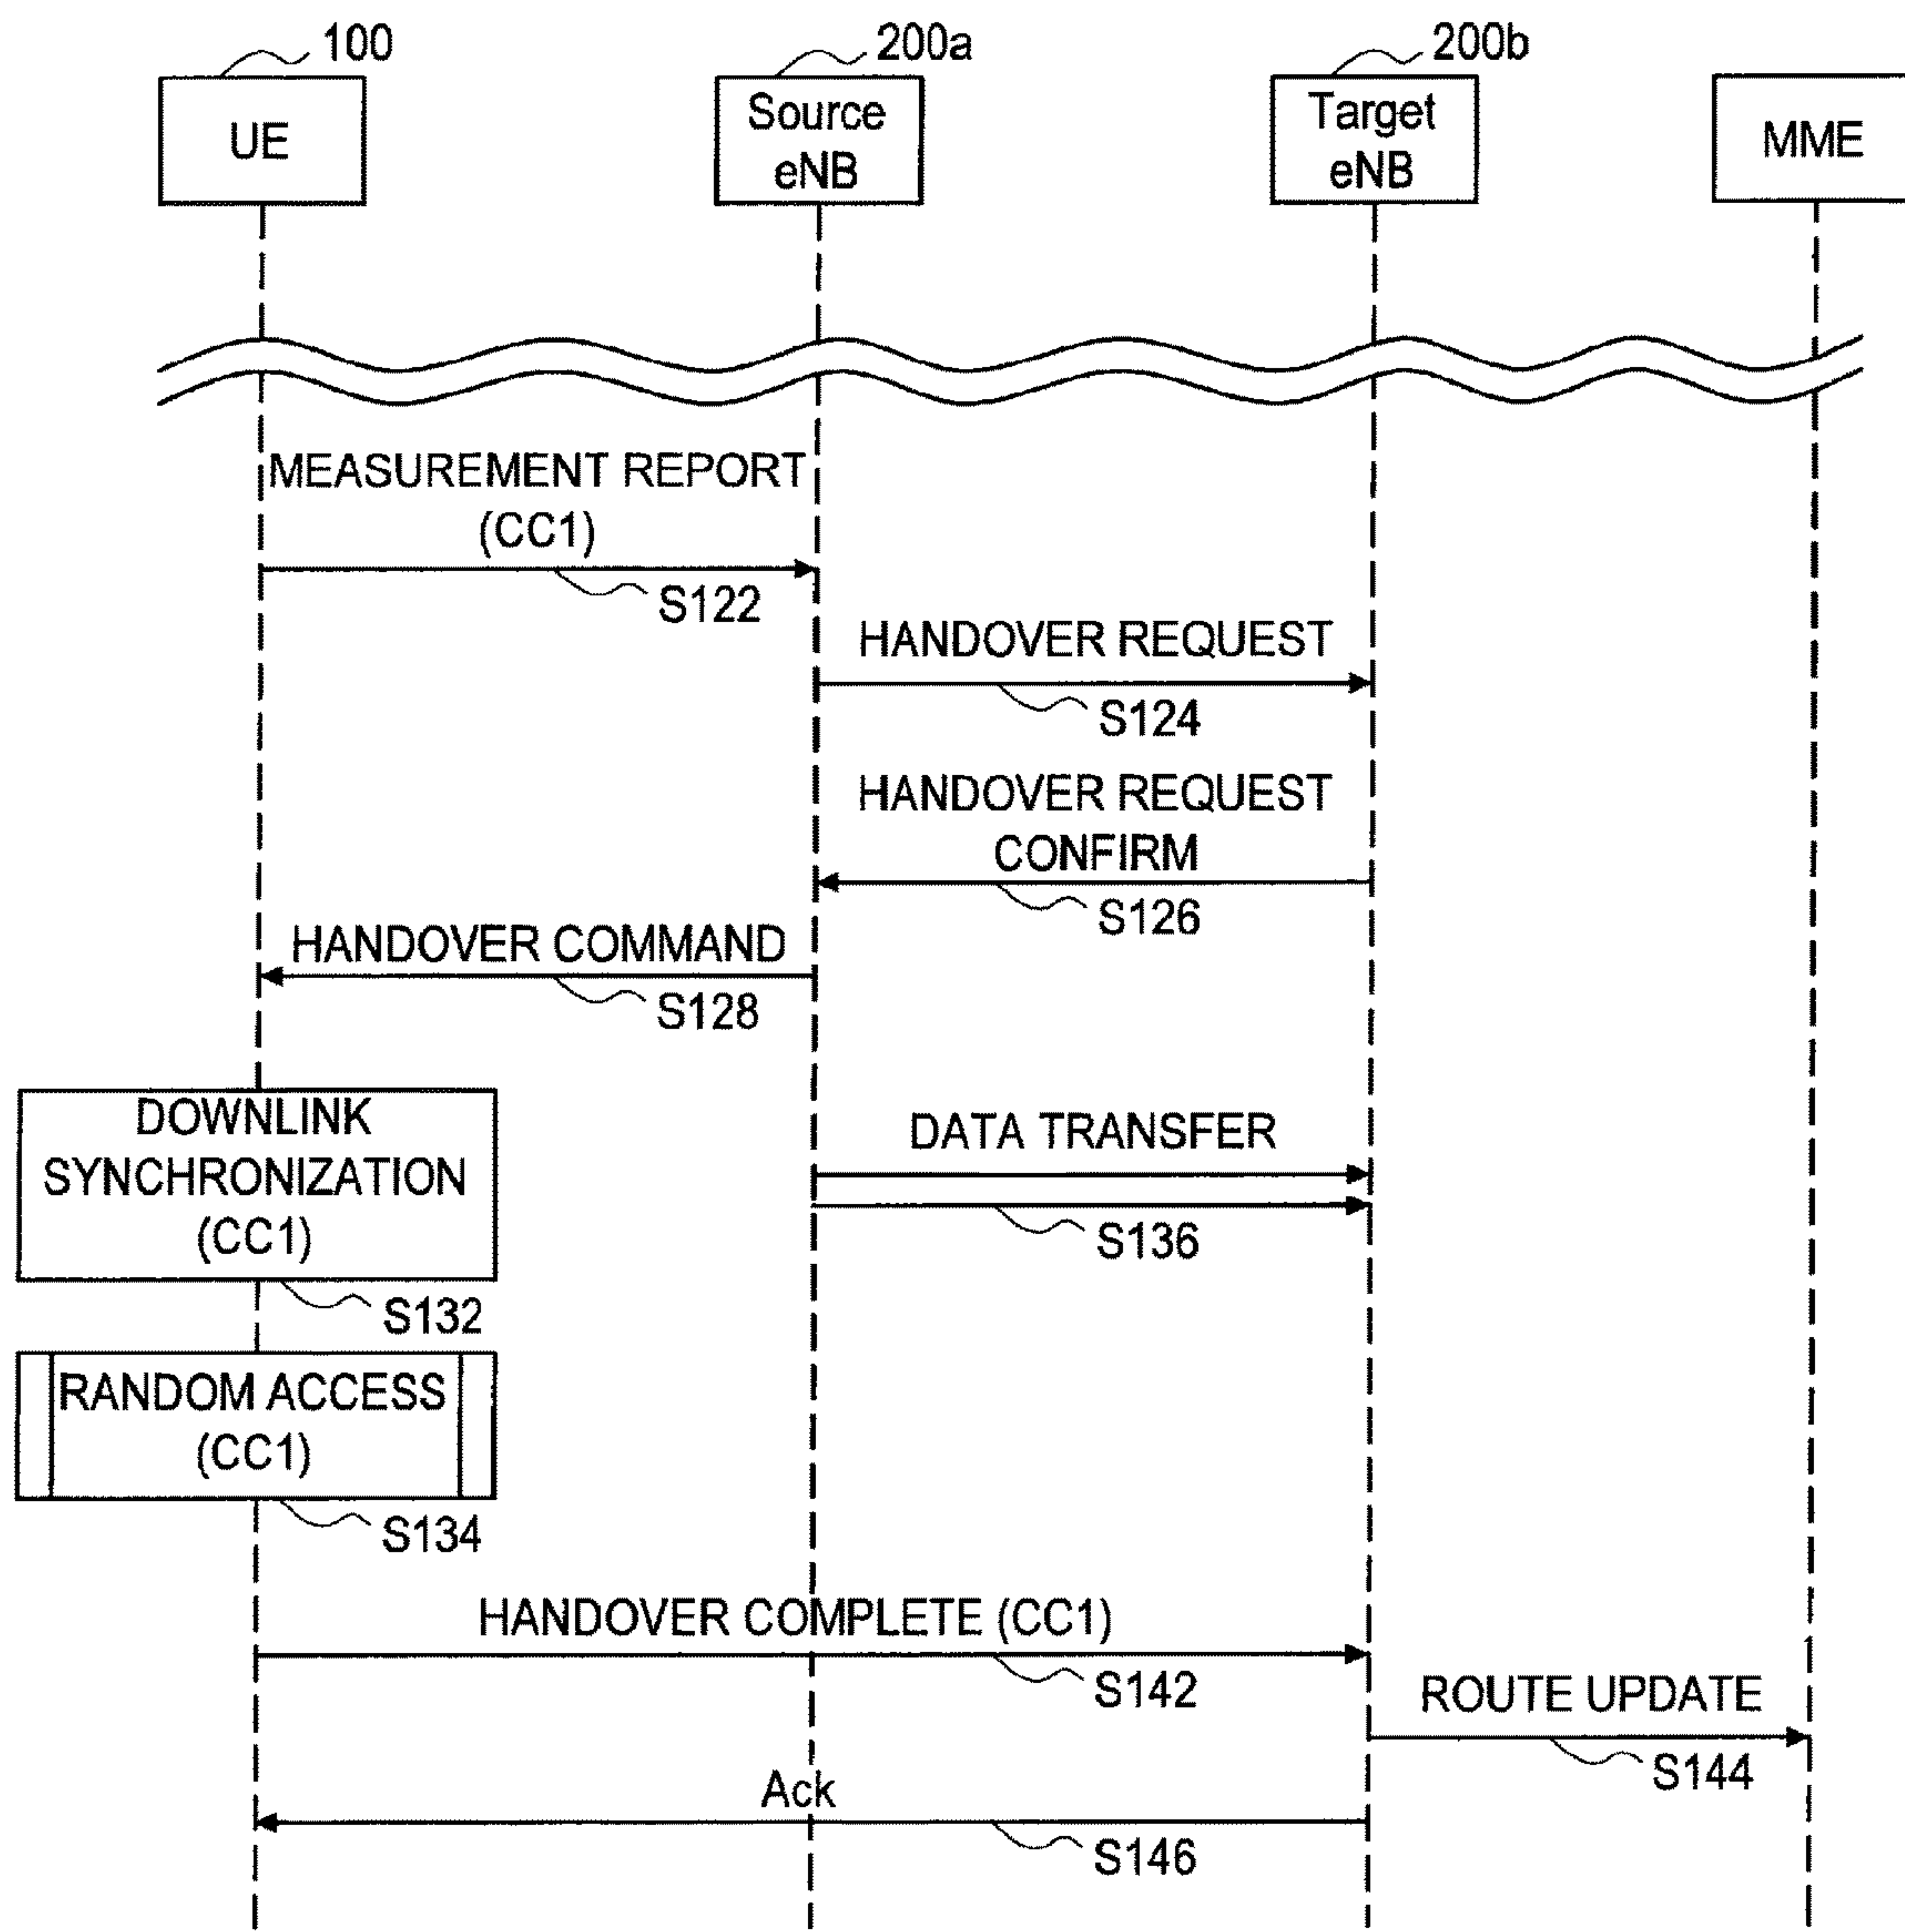 100
200a
200b
UE
Source
eNB
Target
eNB
MME
MEASUREMENT REPORT
(CC1)
S122
HANDOVER REQUEST
S124
HANDOVER REQUEST
CONFIRM
S126
HANDOVER COMMAND
S128
DOWNLINK
SYNCHRONIZATION
(CC1)
S132
DATA TRANSFER
S136
RANDOM ACCESS
(CC1)
S134
HANDOVER COMPLETE (CC1)
S142
ROUTE UPDATE
S144
Ack
S146